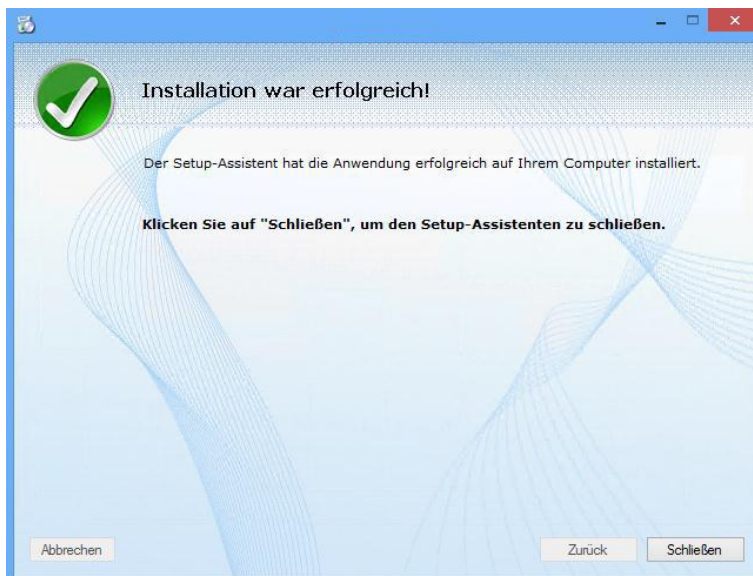 Installation war erfolgreich!
Der Setup-Assistent hat die Anwendung erfolgreich auf Ihrem Computer installiert.
Klicken Sie auf "Schließen", um den Setup-Assistenten zu schließen.
Abbrechen
Zurück
Schließen